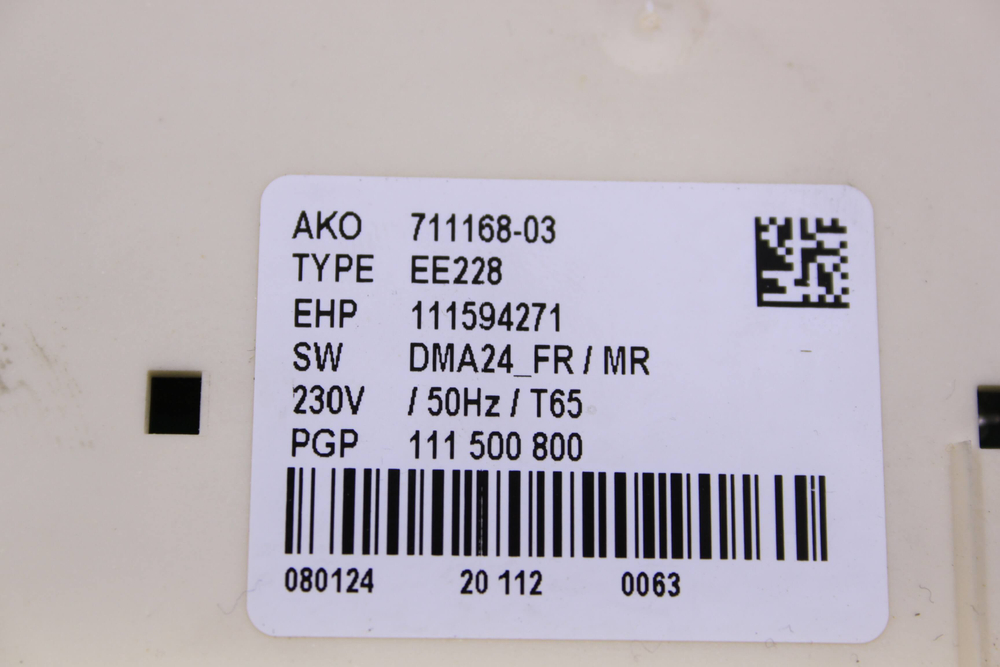 AKO 711168-03
TYPE EE228
EHP 111594271
SW DMA24_FR / MR
230V / 50Hz / T65
PGP 111 500 800
080124 20 112 0063